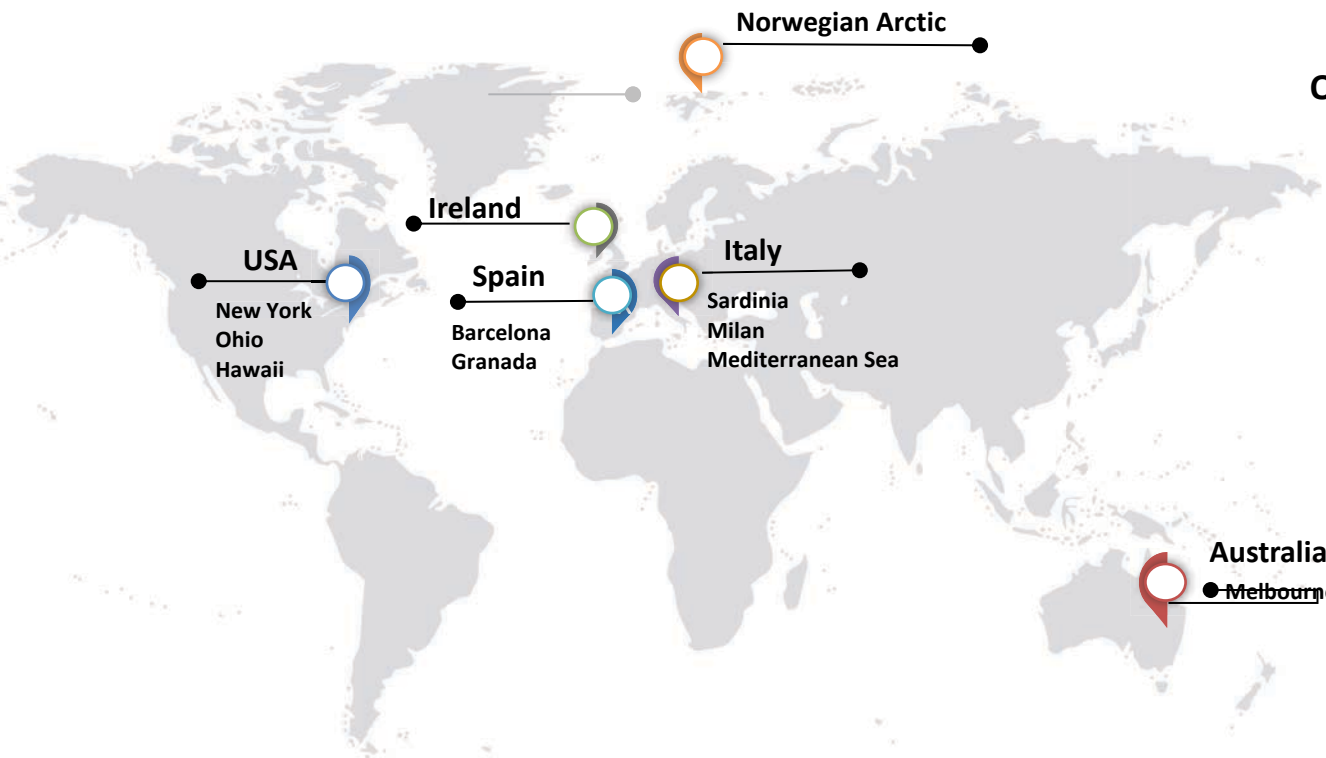 Norwegian Arctic
Ireland
USA
New York
Ohio
Hawaii
Spain
Barcelona
Granada
Italy
Sardinia
Milan
Mediterranean Sea
Australia